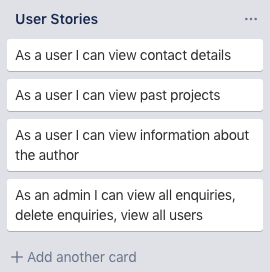 User Stories
As a user I can view contact details
As a user I can view past projects
As a user I can view information about
the author
As an admin I can view all enquiries,
delete enquiries, view all users
+ Add another card